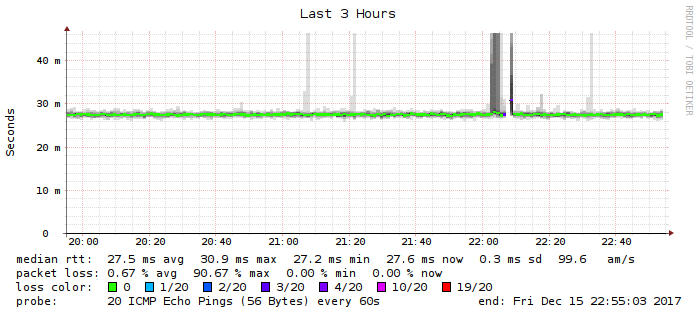 Last 3 Hours
RRDTOOL / TOBI OETIKER
Seconds
40 m
30 m
20 m
10 m
0
20:00 20:20 20:40 21:00 21:20 21:40 22:00 22:20 22:40
median rtt: 27.5 ms avg 30.9 ms max 27.2 ms min 27.6 ms now 0.3 ms sd 99.6 am/s
packet loss: 0.67 % avg 90.67 % max 0.00 % min 0.00 % now
loss color: 0 1/20 2/20 3/20 4/20 10/20 19/20
probe: 20 ICMP Echo Pings (56 Bytes) every 60s end: Fri Dec 15 22:55:03 2017